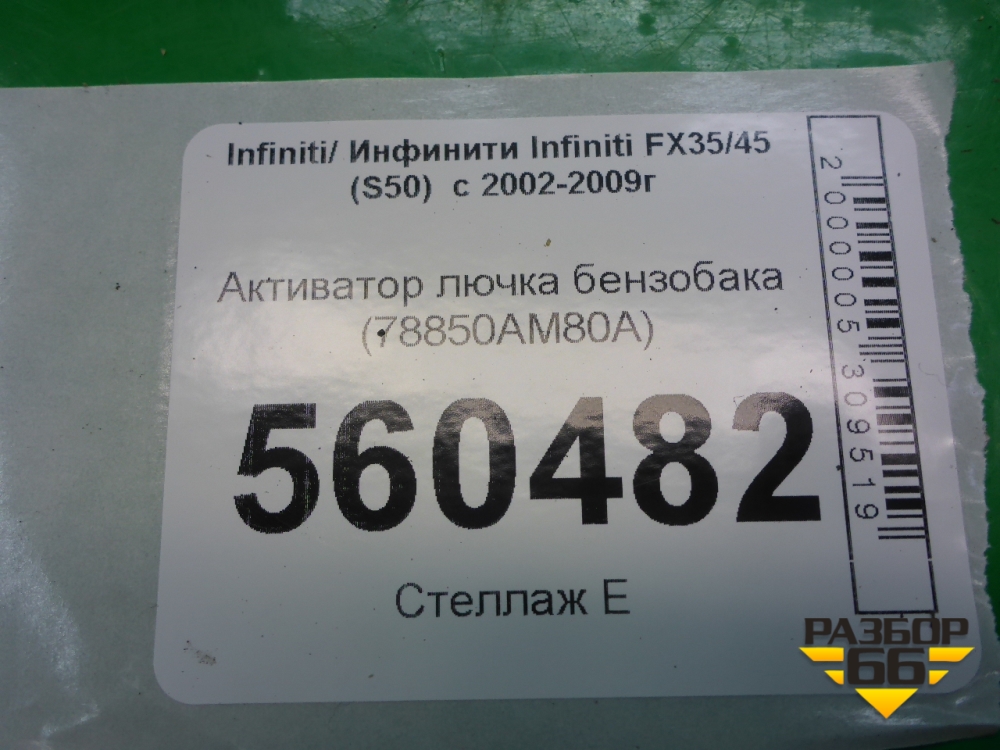 Infiniti/ Инфинити Infiniti FX35/45
(S50) с 2002-2009г
Активатор лючка бензобака
(78850AM80A)
560482
Стеллаж Е
2000005309519
РАЗБОР
66